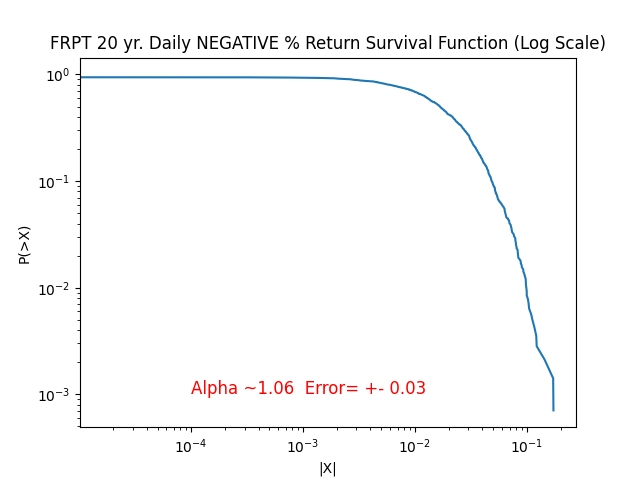 FRPT 20 yr. Daily NEGATIVE % Return Survival Function (Log Scale)
10⁰
10⁻¹
10⁻²
10⁻³
P(>X)
Alpha ~1.06  Error= +- 0.03
10⁻⁴ 10⁻³ 10⁻² 10⁻¹
|X|